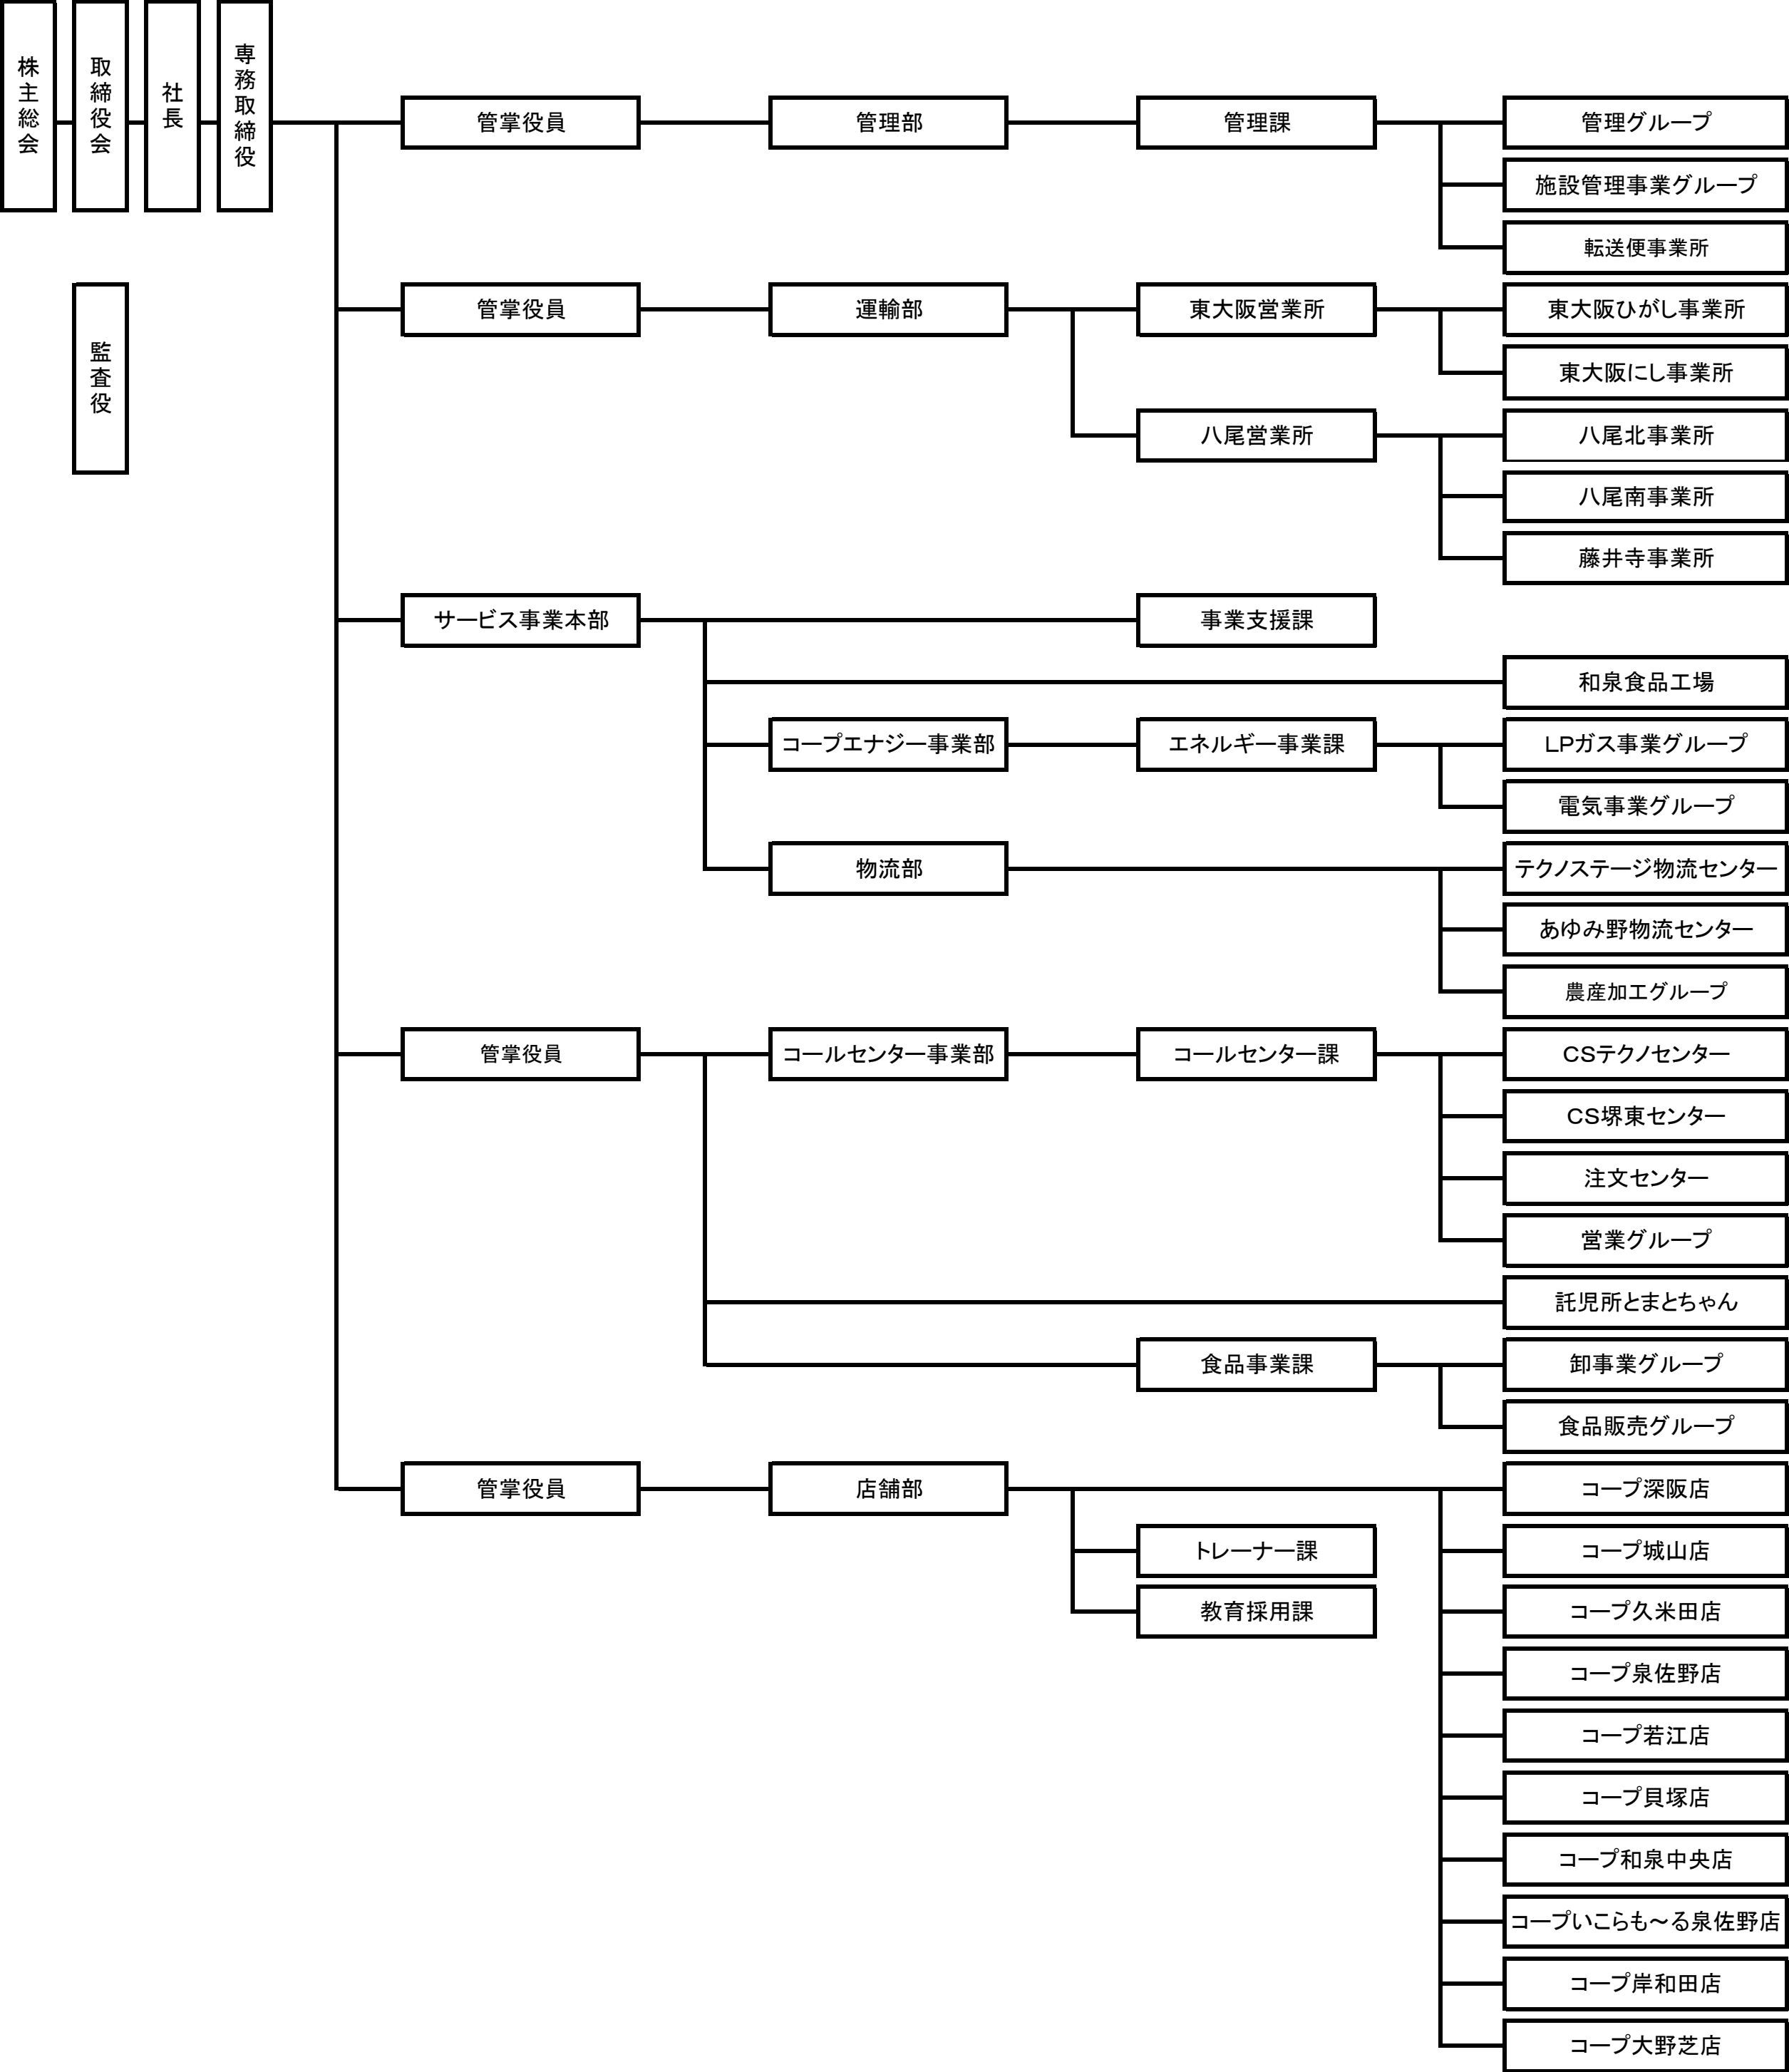 株主総会
取締役会
社長
専務取締役
監査役
管掌役員
管理部
管理課
管理グループ
施設管理事業グループ
転送便事業所
管掌役員
運輸部
東大阪営業所
東大阪ひがし事業所
東大阪にし事業所
八尾営業所
八尾北事業所
八尾南事業所
藤井寺事業所
サービス事業本部
事業支援課
和泉食品工場
コープエナジー事業部
エネルギー事業課
LPガス事業グループ
電気事業グループ
物流部
テクノステージ物流センター
あゆみ野物流センター
農産加工グループ
管掌役員
コールセンター事業部
コールセンター課
CSテクノセンター
CS堺東センター
注文センター
営業グループ
託児所とまとちゃん
食品事業課
卸事業グループ
食品販売グループ
管掌役員
店舗部
コープ深阪店
トレーナー課
コープ城山店
教育採用課
コープ久米田店
コープ泉佐野店
コープ若江店
コープ貝塚店
コープ和泉中央店
コープいこらも～る泉佐野店
コープ岸和田店
コープ大野芝店